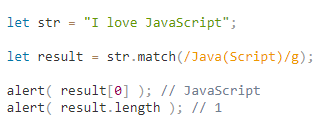 let str = "I love JavaScript";
let result = str.match(/Java(Script)/g);
alert( result[0] ); // JavaScript
alert( result.length ); // 1